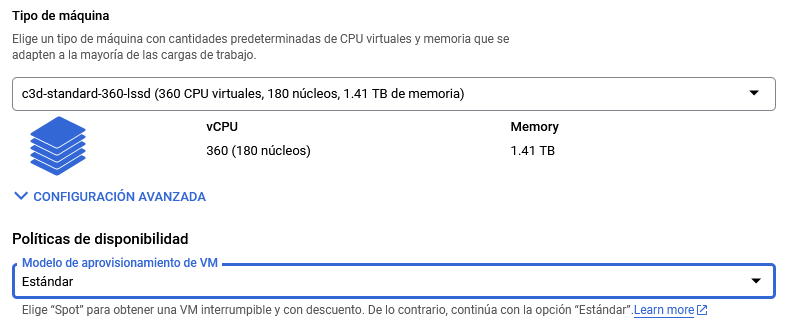 Tipo de máquina
Elige un tipo de máquina con cantidades predeterminadas de CPU virtuales y memoria que se
adapten a la mayoría de las cargas de trabajo.
c3d-standard-360-lssd (360 CPU virtuales, 180 núcleos, 1.41 TB de memoria)
vCPU Memory
360 (180 núcleos) 1.41 TB
CONFIGURACIÓN AVANZADA
Políticas de disponibilidad
Modelo de aprovisionamiento de VM
Estándar
Elige “Spot” para obtener una VM interrumpible y con descuento. De lo contrario, continúa con la opción “Estándar”.Learn more